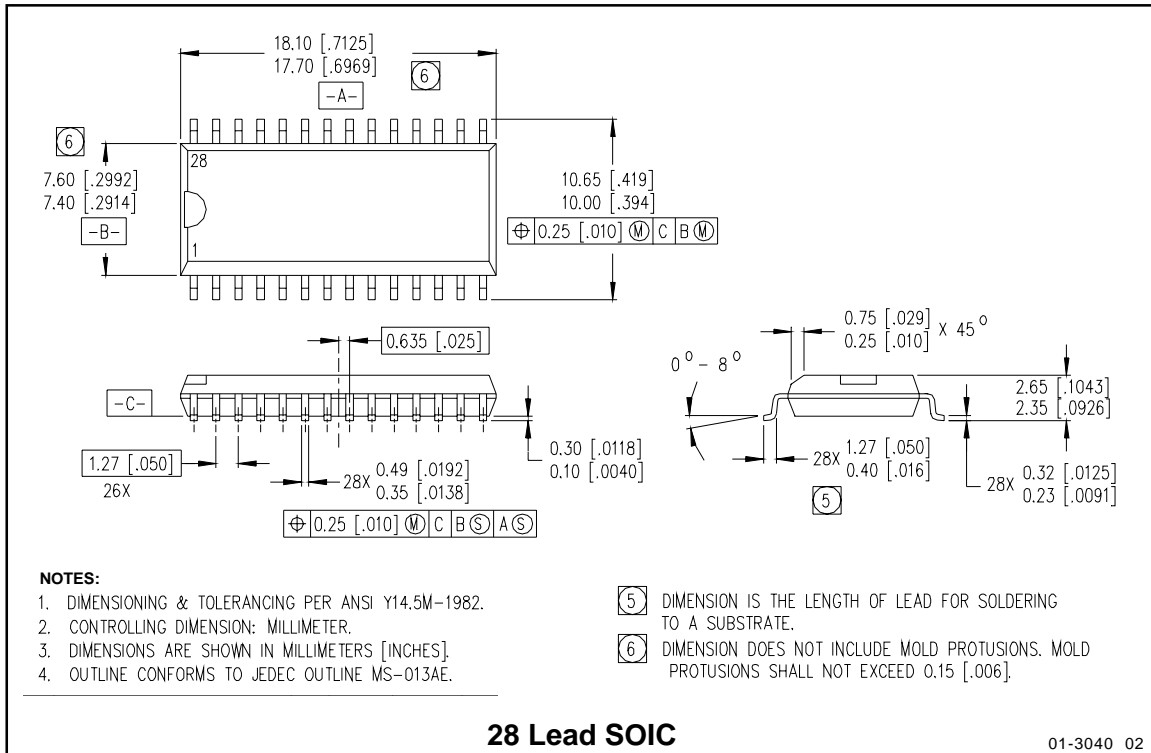 18.10 [.7125]
17.70 [.6969]
6
-A-
6
28
7.60 [.2992]
7.40 [.2914]
-B-
1
10.65 [.419]
10.00 [.394]
⌖ 0.25 [.010] Ⓜ C B Ⓜ
0.635 [.025]
-C-
1.27 [.050]
26X
28X 0.49 [.0192]
0.35 [.0138]
⌖ 0.25 [.010] Ⓜ C B Ⓢ A Ⓢ
0.30 [.0118]
0.10 [.0040]
0.75 [.029]
0.25 [.010] X 45°
0° - 8°
2.65 [.1043]
2.35 [.0926]
28X 1.27 [.050]
0.40 [.016]
5
28X 0.32 [.0125]
0.23 [.0091]
NOTES:
1. DIMENSIONING & TOLERANCING PER ANSI Y14.5M-1982.
2. CONTROLLING DIMENSION: MILLIMETER.
3. DIMENSIONS ARE SHOWN IN MILLIMETERS [INCHES].
4. OUTLINE CONFORMS TO JEDEC OUTLINE MS-013AE.
5 DIMENSION IS THE LENGTH OF LEAD FOR SOLDERING
TO A SUBSTRATE.
6 DIMENSION DOES NOT INCLUDE MOLD PROTUSIONS. MOLD
PROTUSIONS SHALL NOT EXCEED 0.15 [.006].
28 Lead SOIC
01-3040 02